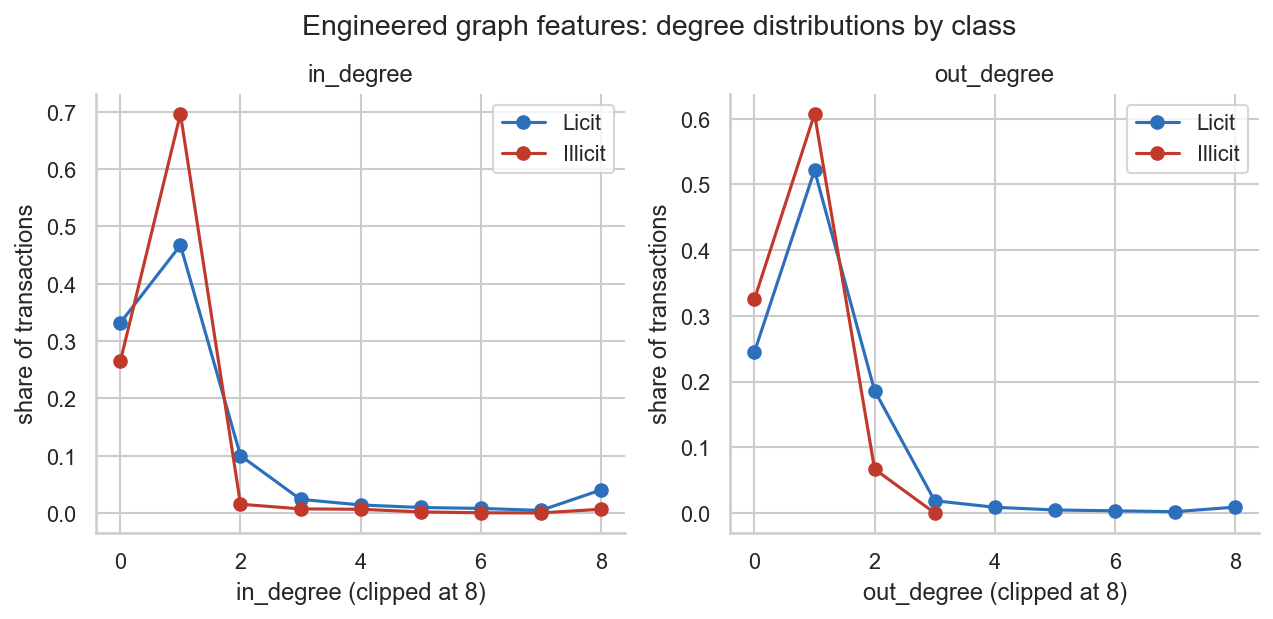 Engineered graph features: degree distributions by class
in_degree
Licit
Illicit
0.7
0.6
0.5
0.4
0.3
0.2
0.1
0.0
share of transactions
0 2 4 6 8
in_degree (clipped at 8)
out_degree
Licit
Illicit
0.6
0.5
0.4
0.3
0.2
0.1
0.0
share of transactions
0 2 4 6 8
out_degree (clipped at 8)